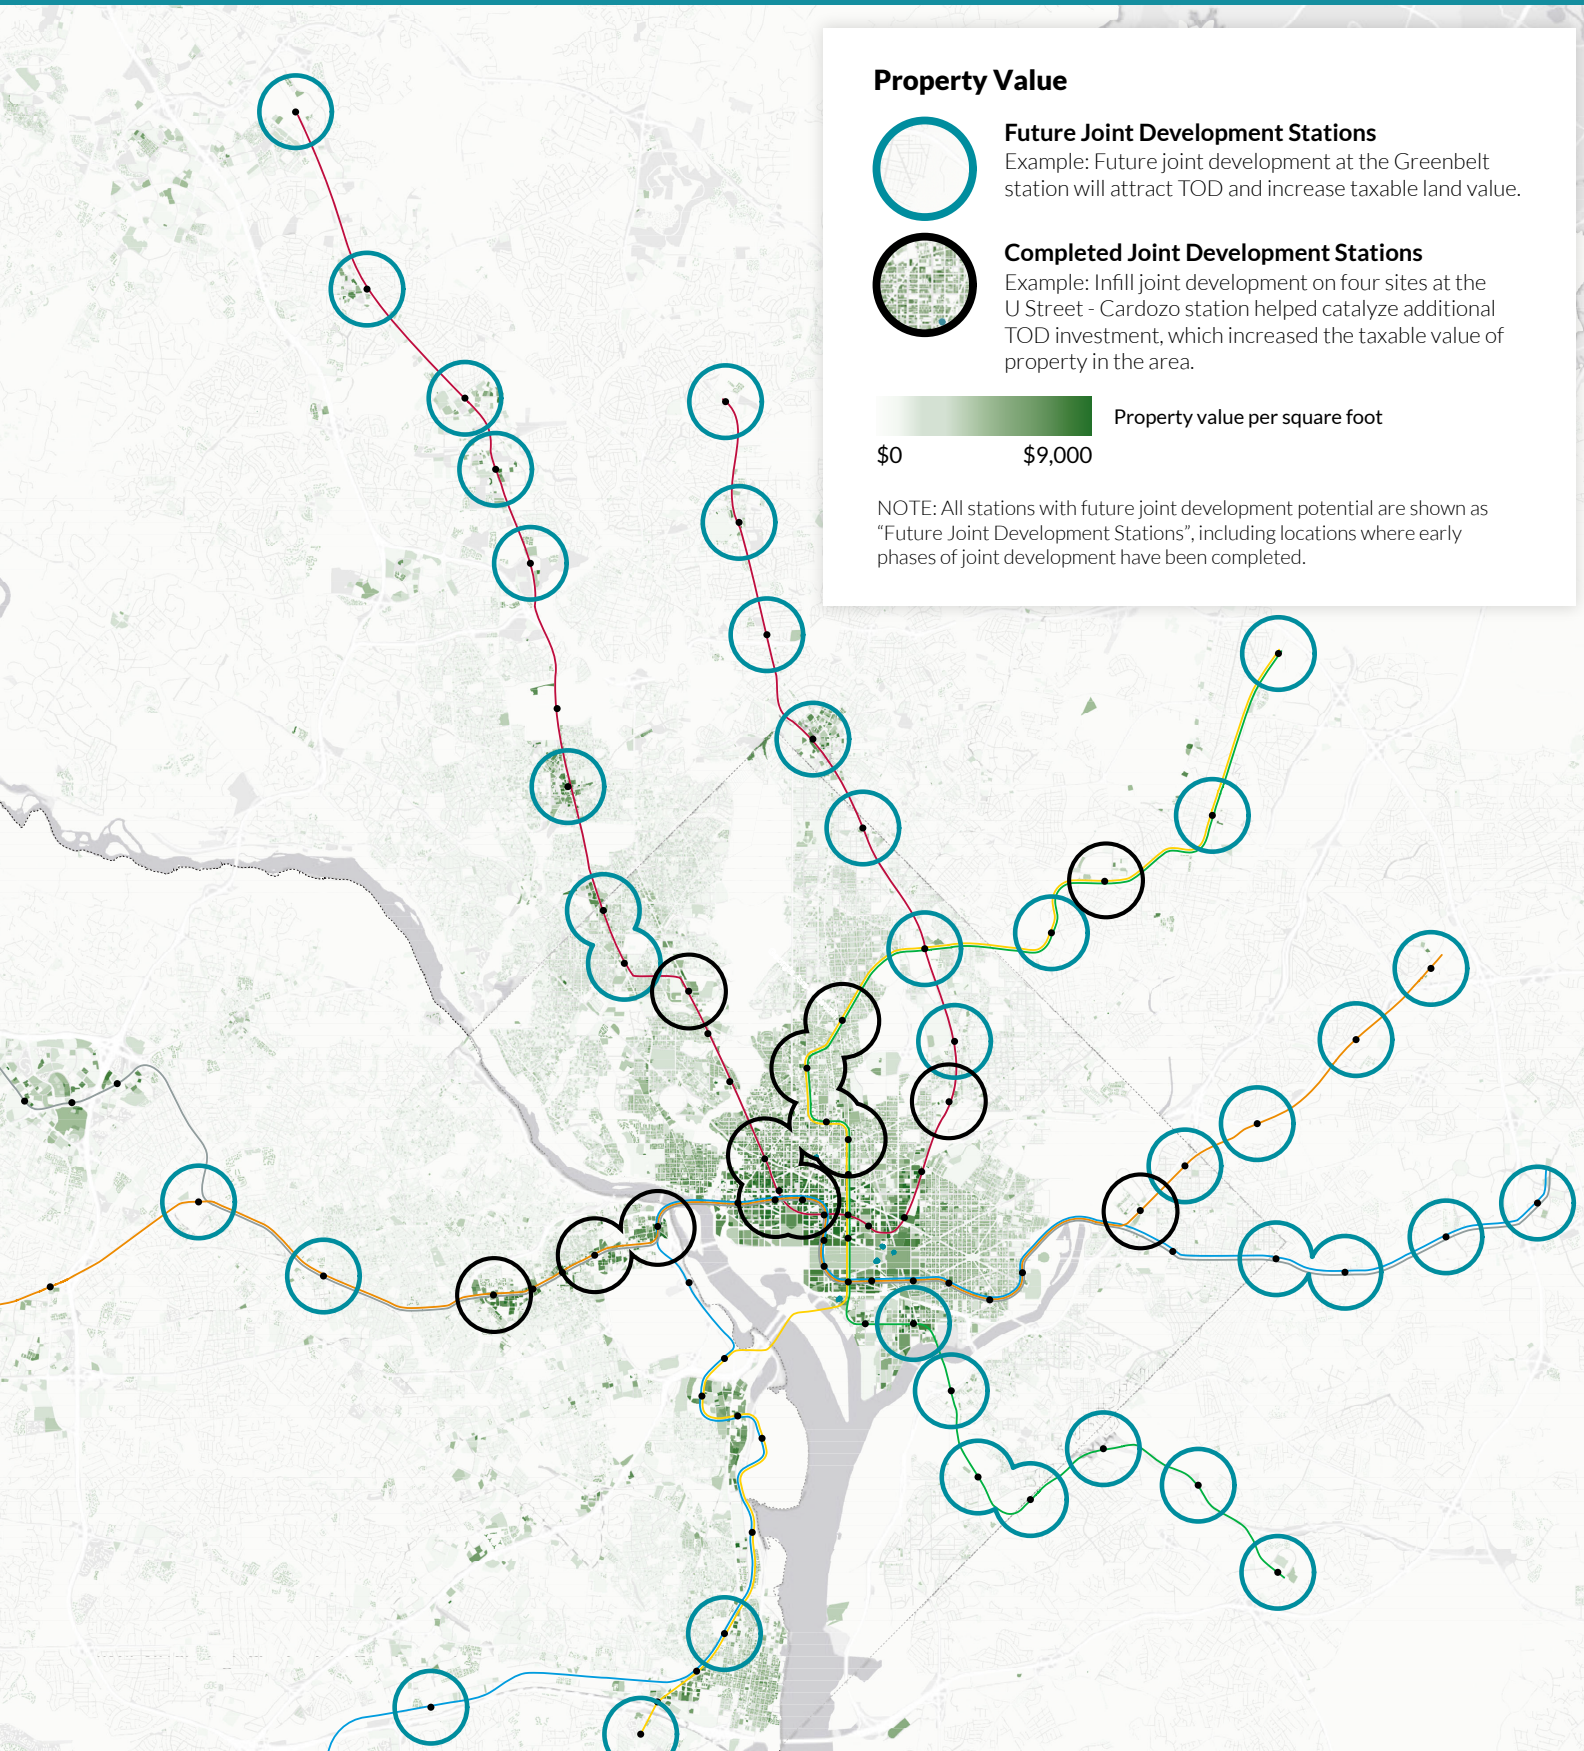 Property Value
Future Joint Development Stations
Example: Future joint development at the Greenbelt
station will attract TOD and increase taxable land value.
Completed Joint Development Stations
Example: Infill joint development on four sites at the
U Street - Cardozo station helped catalyze additional
TOD investment, which increased the taxable value of
property in the area.
Property value per square foot
$0 $9,000
NOTE: All stations with future joint development potential are shown as
“Future Joint Development Stations”, including locations where early
phases of joint development have been completed.